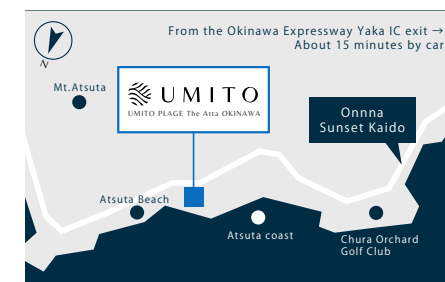 From the Okinawa Expressway Yaka IC exit →
About 15 minutes by car
N
Mt.Atsuta
UMITO
UMITO PLAGE The Atta OKINAWA
Onnna
Sunset Kaido
Atsuta Beach
Atsuta coast
Chura Orchard
Golf Club